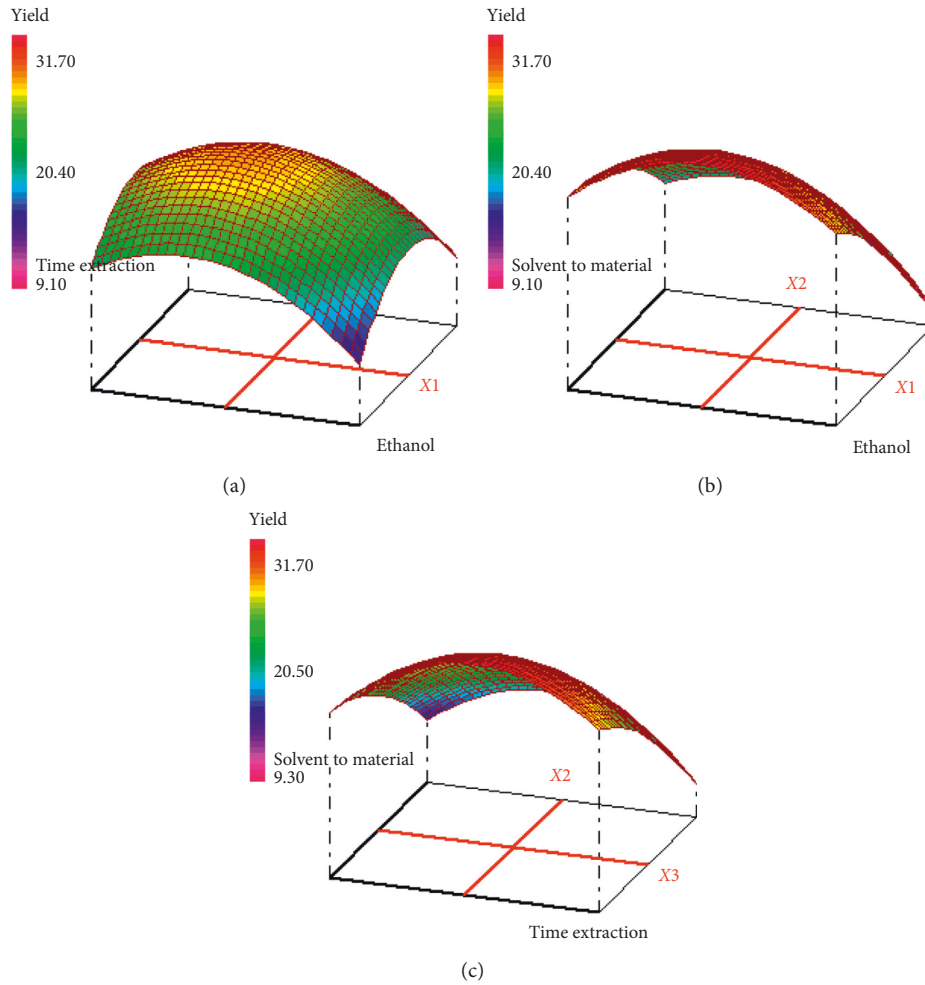 Yield
31.70
20.40
Time extraction
9.10
X1
Ethanol
(a)
Yield
31.70
20.40
Solvent to material
9.10
X2
X1
Ethanol
(b)
Yield
31.70
20.50
Solvent to material
9.30
X2
X3
Time extraction
(c)